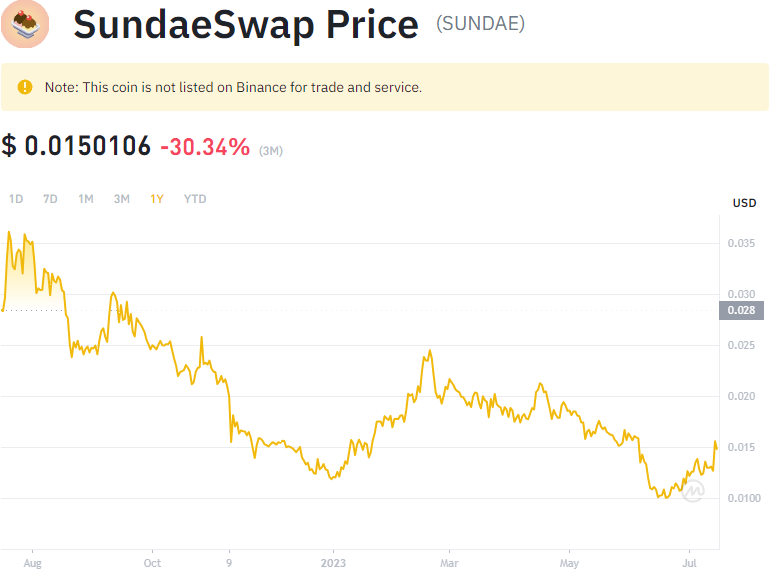 SundaeSwap Price (SUNDAE)
Note: This coin is not listed on Binance for trade and service.
$ 0.0150106 -30.34% (3M)
1D 7D 1M 3M 1Y YTD
USD
0.035
0.030
0.028
0.025
0.020
0.015
0.0100
Aug Oct 9 2023 Mar May Jul